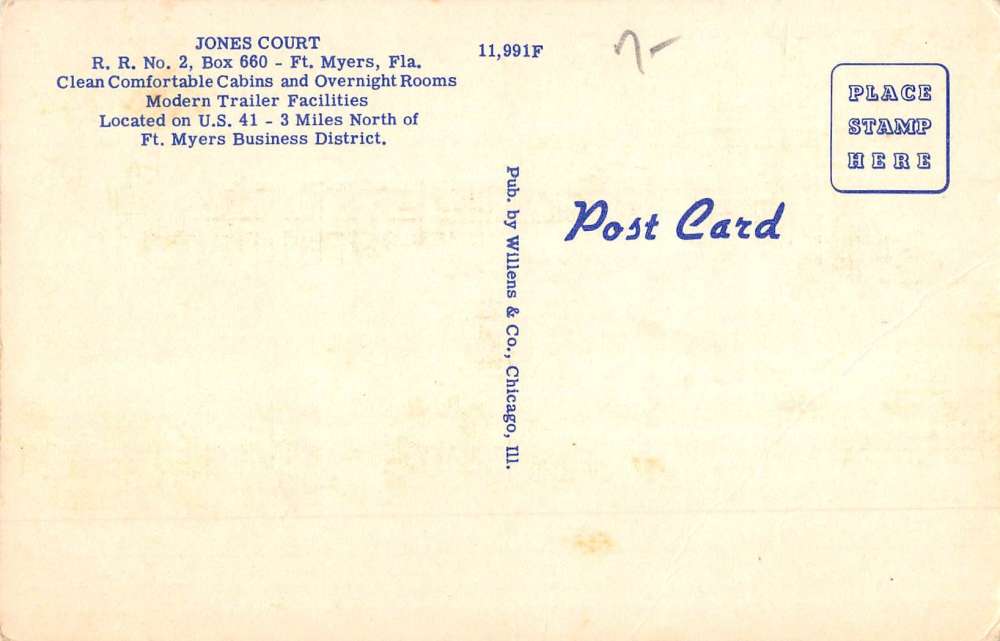 JONES COURT
R. R. No. 2, Box 660 - Ft. Myers, Fla.
Clean Comfortable Cabins and Overnight Rooms
Modern Trailer Facilities
Located on U.S. 41 - 3 Miles North of
Ft. Myers Business District.
11,991F
7-
PLACE
STAMP
HERE
Post Card
Pub. by Willens & Co., Chicago, Ill.